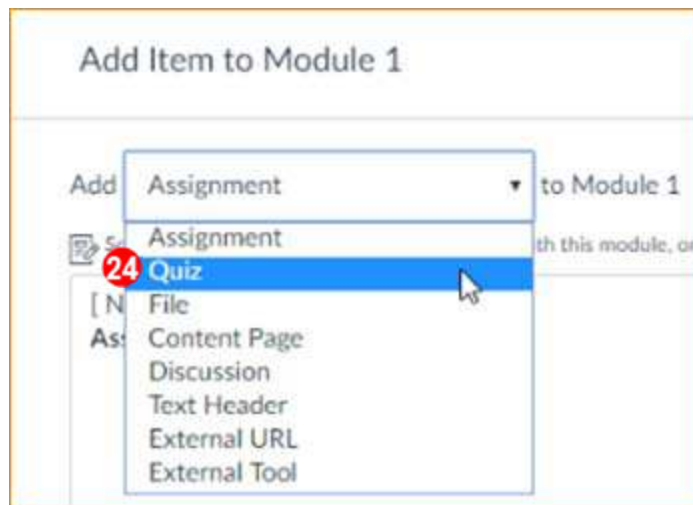 Add Item to Module 1
Add Assignment to Module 1
th this module, or
Assignment
24 Quiz
[ N
File
As
Content Page
Discussion
Text Header
External URL
External Tool